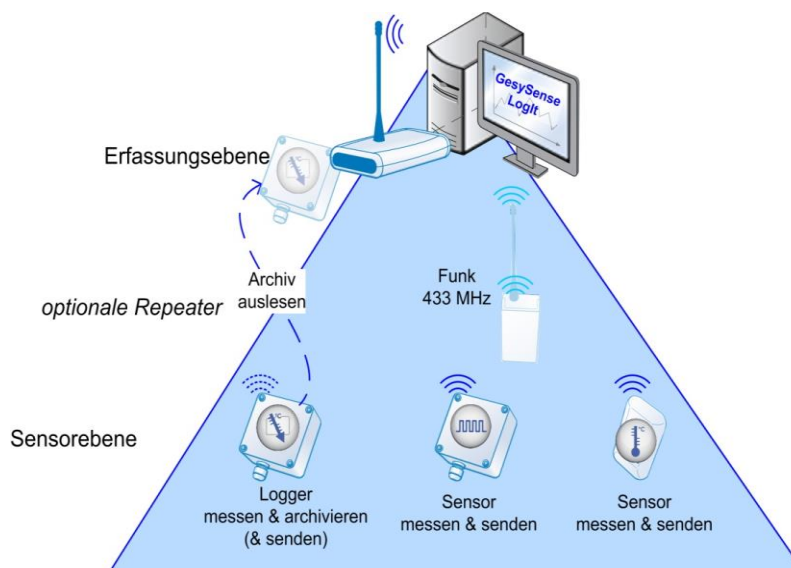 GesySense
LogIt
Erfassungsebene
Archiv
auslesen
Funk
433 MHz
optionale Repeater
Sensorebene
Logger
messen & archivieren
(& senden)
Sensor
messen & senden
Sensor
messen & senden